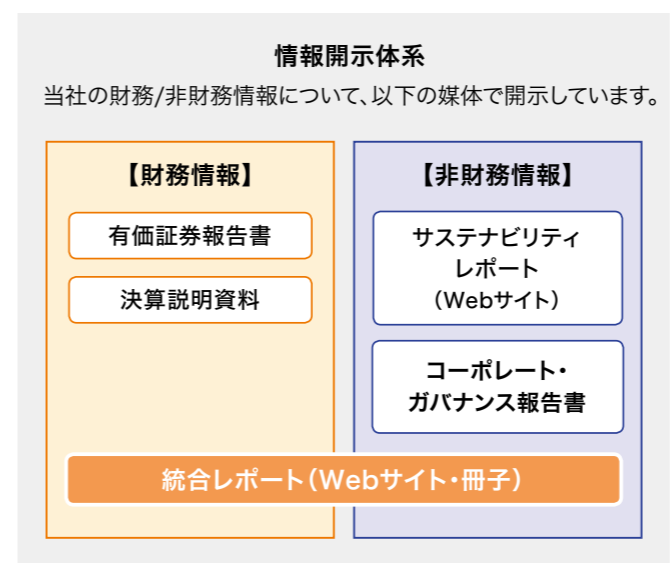 情報開示体系
当社の財務/非財務情報について、以下の媒体で開示しています。
【財務情報】
有価証券報告書
決算説明資料
【非財務情報】
サステナビリティ
レポート
（Webサイト）
コーポレート・
ガバナンス報告書
統合レポート（Webサイト・冊子）